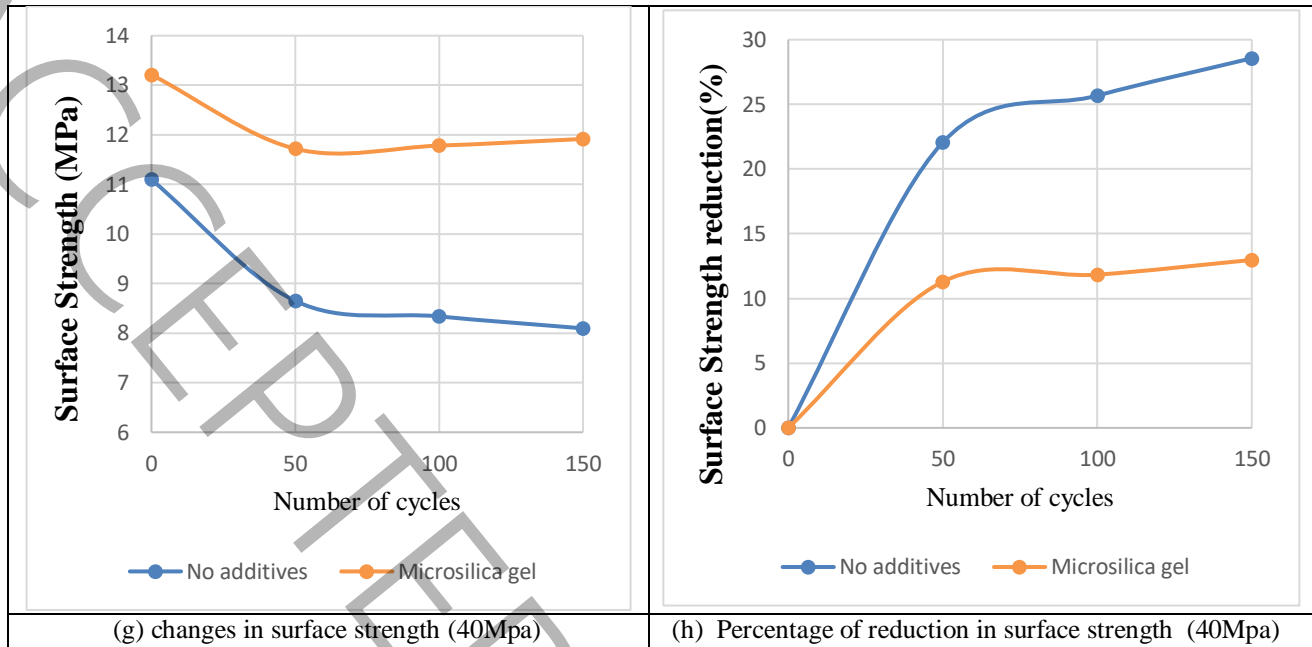 14
13
12
11
10
9
8
7
6
Surface Strength (MPa)
0 50 100 150
Number of cycles
No additives Microsilica gel
(g) changes in surface strength (40Mpa)
30
25
20
15
10
5
0
Surface Strength reduction(%)
0 50 100 150
Number of cycles
No additives Microsilica gel
(h) Percentage of reduction in surface strength (40Mpa)